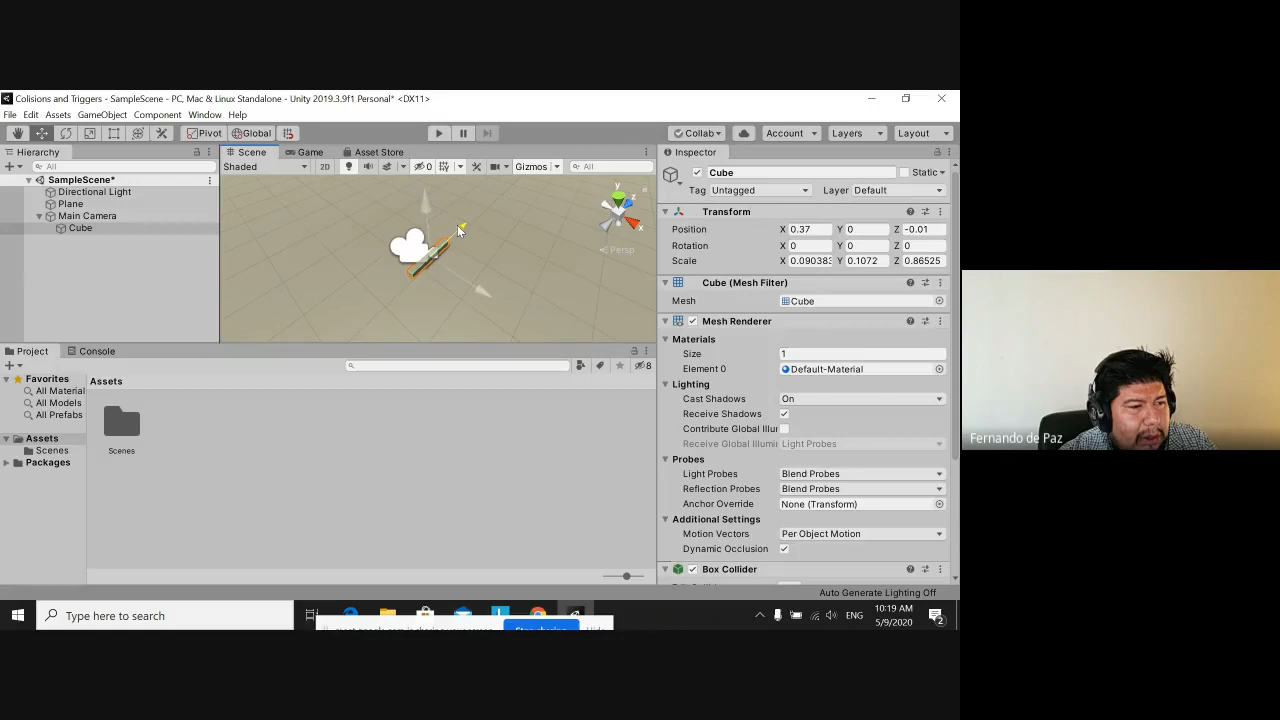 Colisions and Triggers - SampleScene - PC, Mac & Linux Standalone - Unity 2019.3.9f1 Personal* <DX11>
File Edit Assets GameObject Component Window Help
Pivot Global Collab Account Layers Layout
Hierarchy
All
SampleScene*
Directional Light
Plane
Main Camera
Cube
Scene Game Asset Store
Shaded 2D 0 Gizmos All
y
z
x
Persp
Inspector
Cube Static
Tag Untagged Layer Default
Transform
Position X 0.37 Y 0 Z -0.01
Rotation X 0 Y 0 Z 0
Scale X 0.090383 Y 0.1072 Z 0.86525
Cube (Mesh Filter)
Mesh Cube
Mesh Renderer
Materials
Size 1
Element 0 Default-Material
Lighting
Cast Shadows On
Receive Shadows
Contribute Global Illur
Receive Global Illumi Light Probes
Probes
Light Probes Blend Probes
Reflection Probes Blend Probes
Anchor Override None (Transform)
Additional Settings
Motion Vectors Per Object Motion
Dynamic Occlusion
Box Collider
Auto Generate Lighting Off
Project Console
8
Favorites
All Material
All Models
All Prefabs
Assets
Scenes
Packages
Assets
Scenes
Fernando de Paz
Type here to search
Stop sharing Hide
ENG
10:19 AM
5/9/2020
2